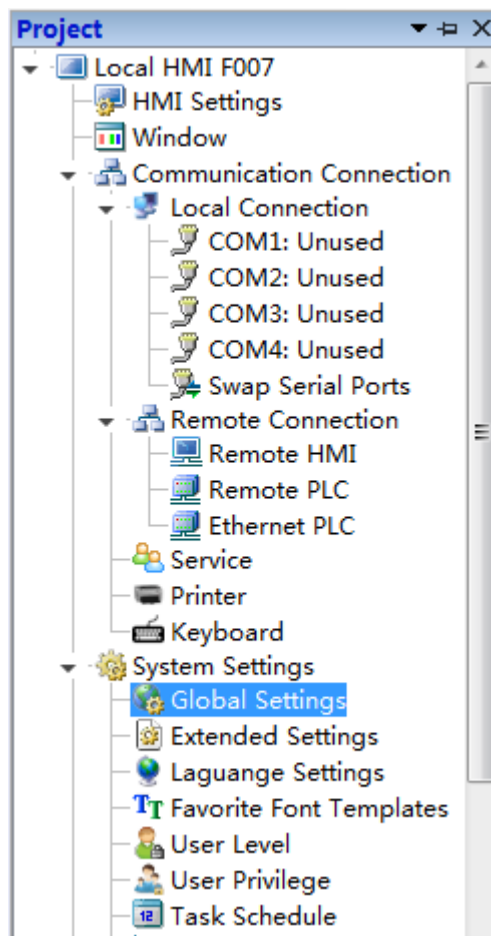 Project
Local HMI F007
HMI Settings
Window
Communication Connection
Local Connection
COM1: Unused
COM2: Unused
COM3: Unused
COM4: Unused
Swap Serial Ports
Remote Connection
Remote HMI
Remote PLC
Ethernet PLC
Service
Printer
Keyboard
System Settings
Global Settings
Extended Settings
Laguange Settings
Favorite Font Templates
User Level
User Privilege
Task Schedule